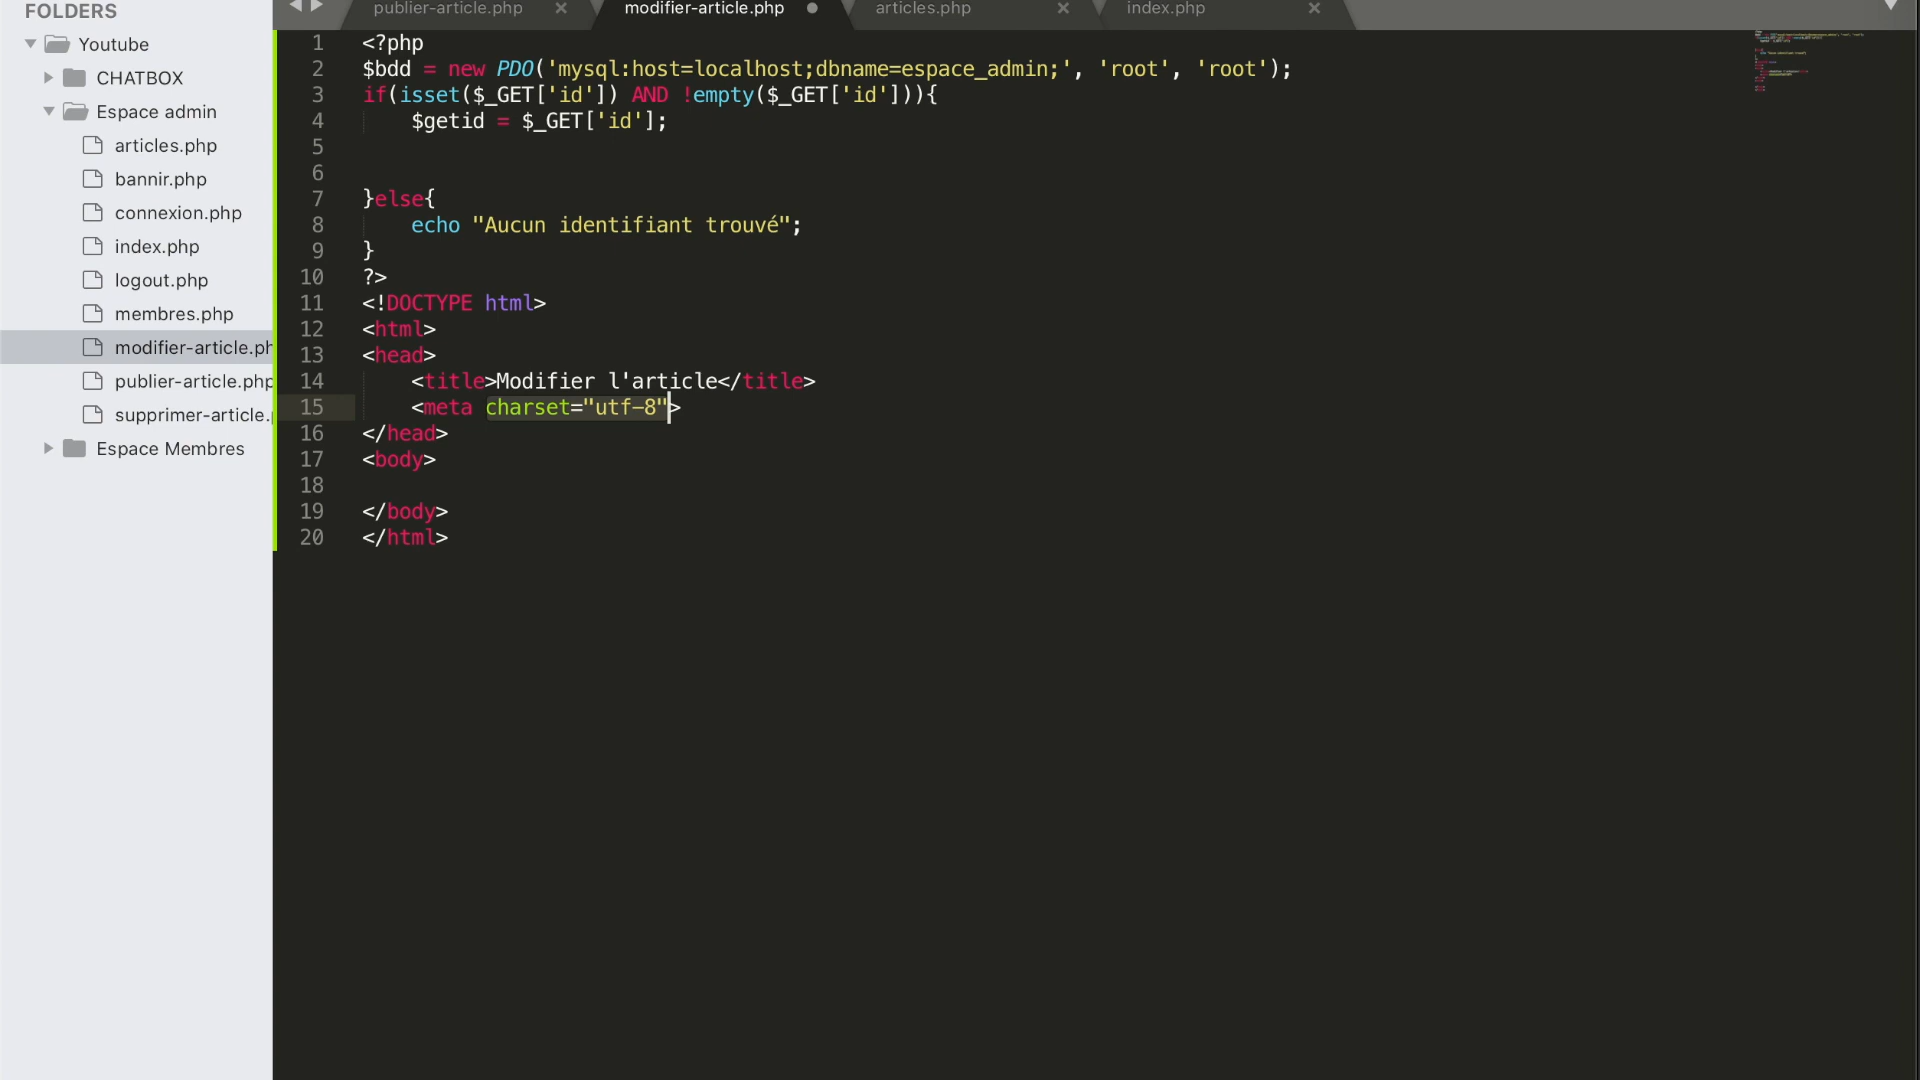 FOLDERS
Youtube
CHATBOX
Espace admin
articles.php
bannir.php
connexion.php
index.php
logout.php
membres.php
modifier-article.ph
publier-article.php
supprimer-article.
Espace Membres
publier-article.php
modifier-article.php
articles.php
index.php
1 <?php
2 $bdd = new PDO('mysql:host=localhost;dbname=espace_admin;', 'root', 'root');
3 if(isset($_GET['id']) AND !empty($_GET['id'])){
4 $getid = $_GET['id'];
5
6
7 }else{
8 echo "Aucun identifiant trouvé";
9 }
10 ?>
11 <!DOCTYPE html>
12 <html>
13 <head>
14 <title>Modifier l'article</title>
15 <meta charset="utf-8">
16 </head>
17 <body>
18
19 </body>
20 </html>